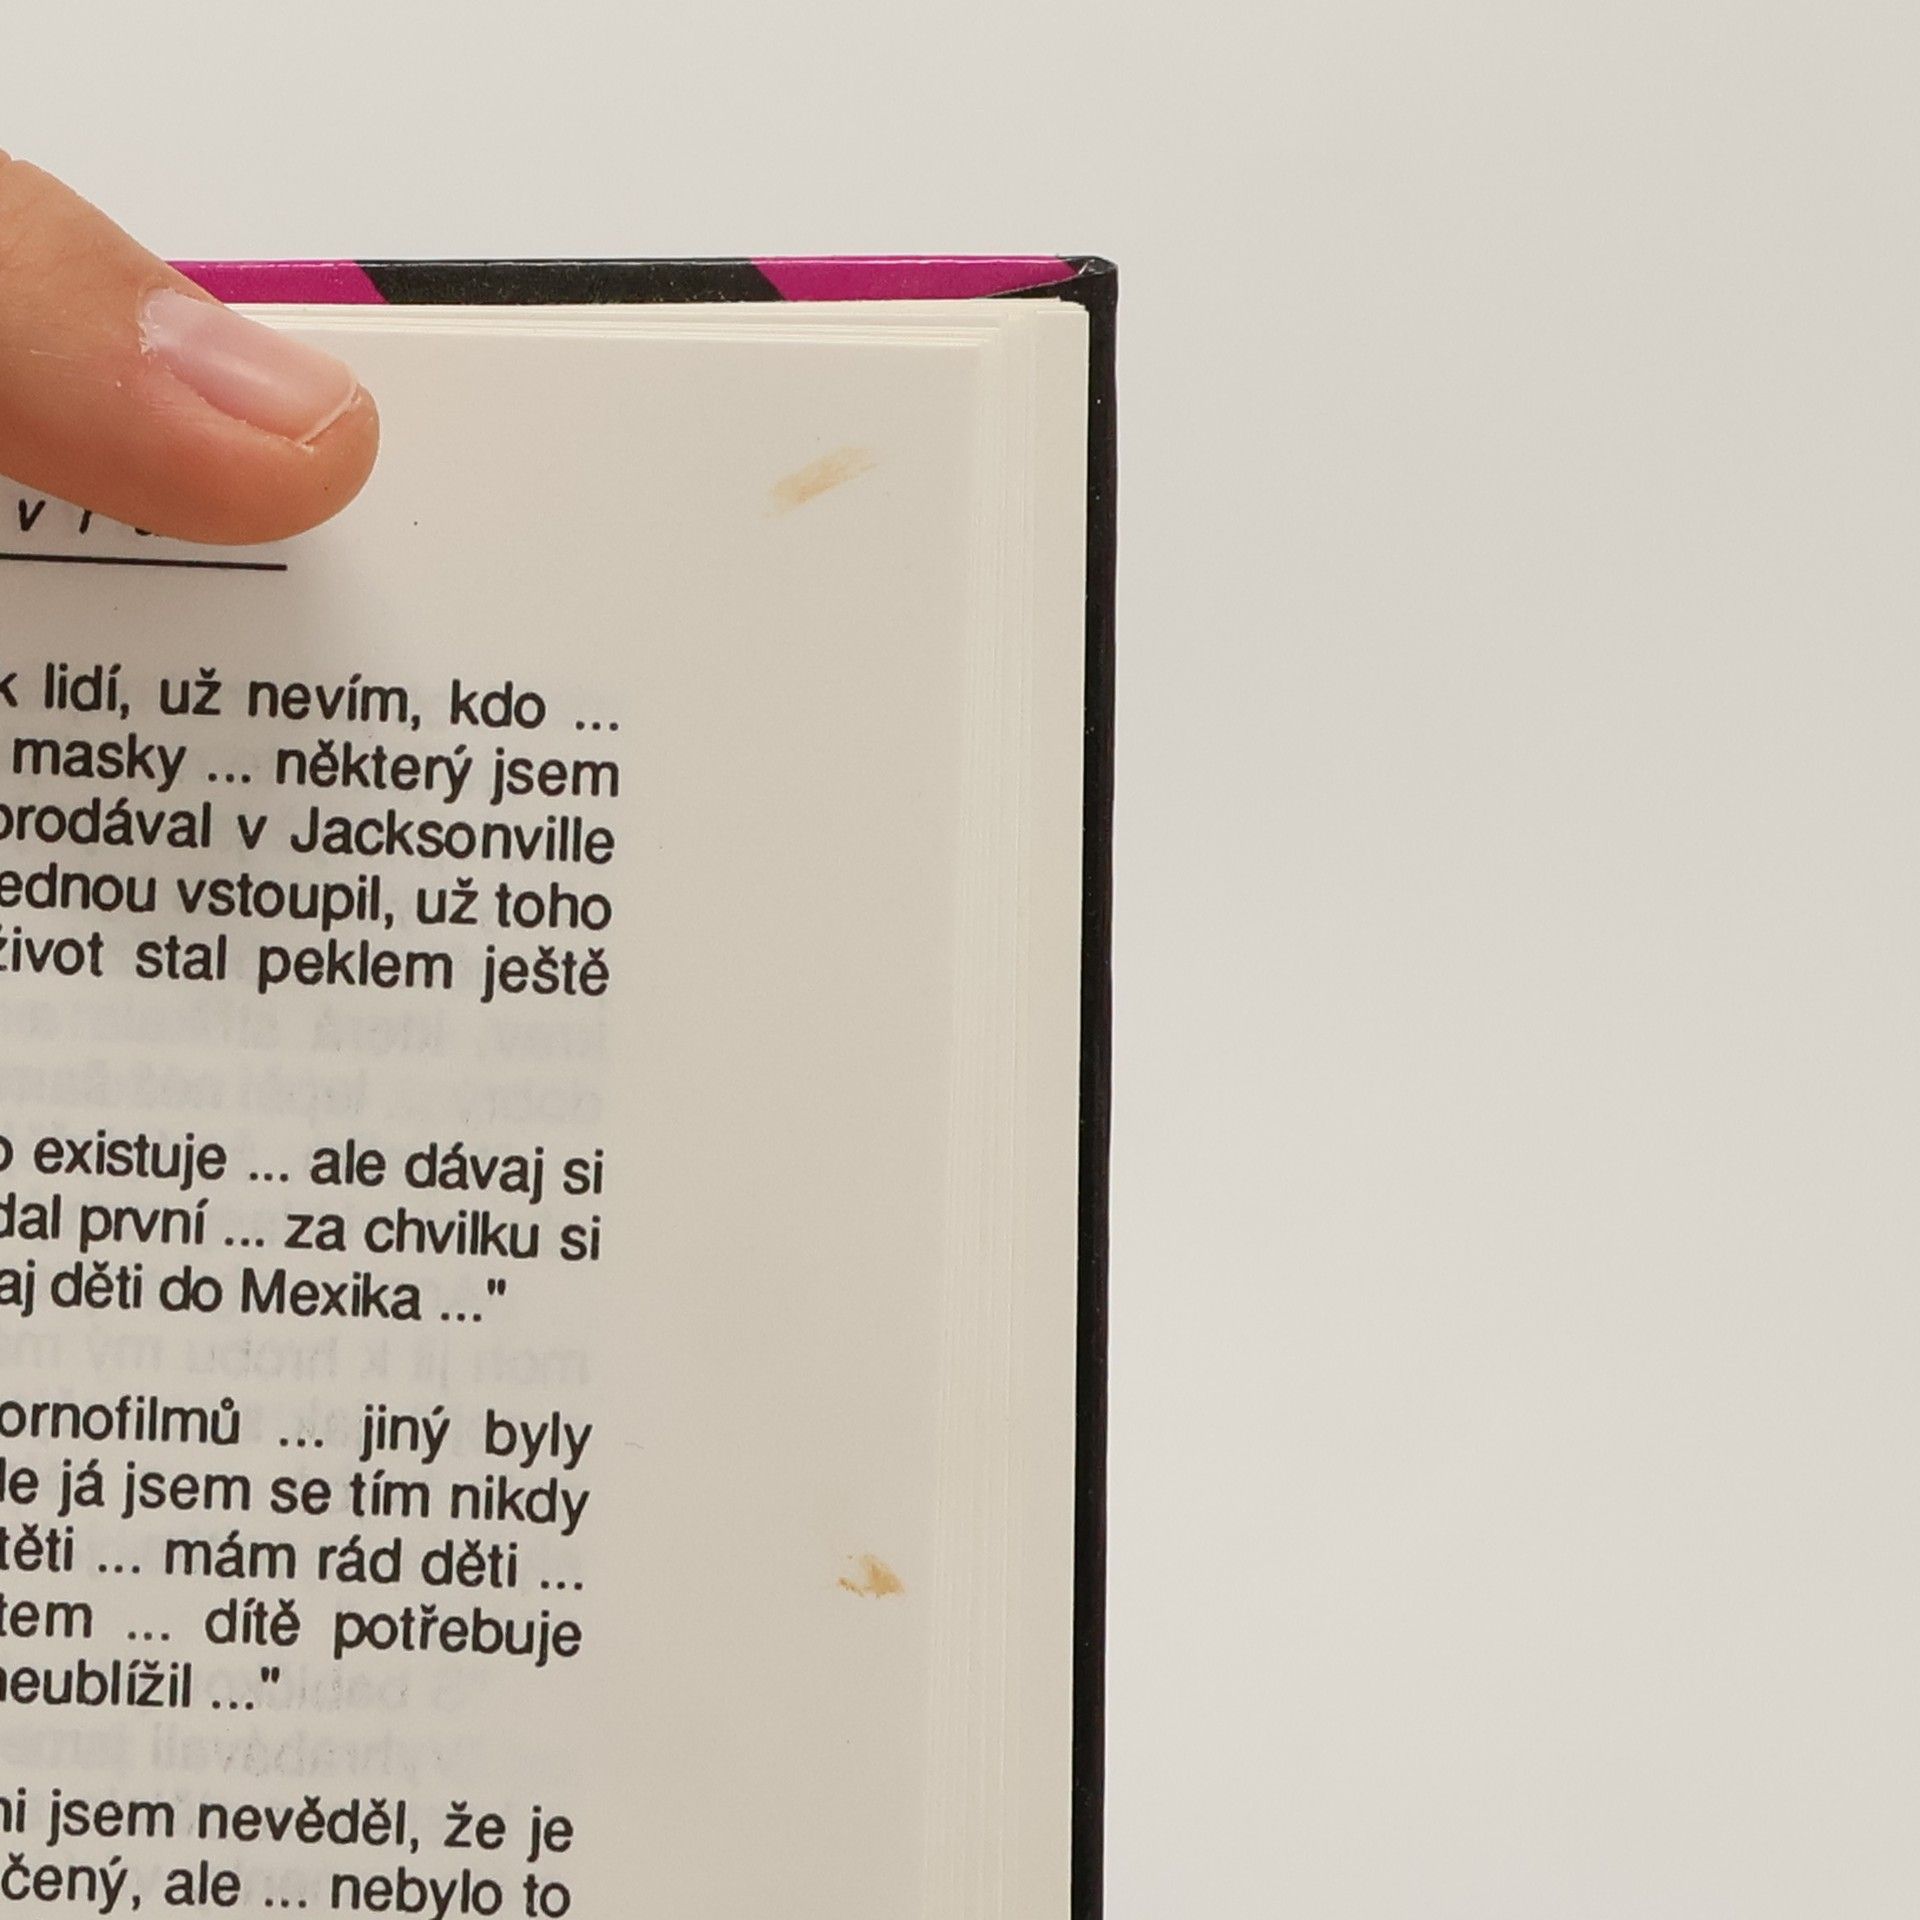 lidí, už nevím, kdo ...
masky ... některý jsem
prodával v Jacksonville
ednou vstoupil, už toho
život stal peklem ještě
existuje ... ale dávaj si
dal první ... za chvilku si
aj děti do Mexika ..."
ornofilmů ... jiný byly
le já jsem se tím nikdy
těti ... mám rád děti ...
tem ... dítě potřebuje
neublížil ..."
ni jsem nevěděl, že je
čený, ale ... nebylo to